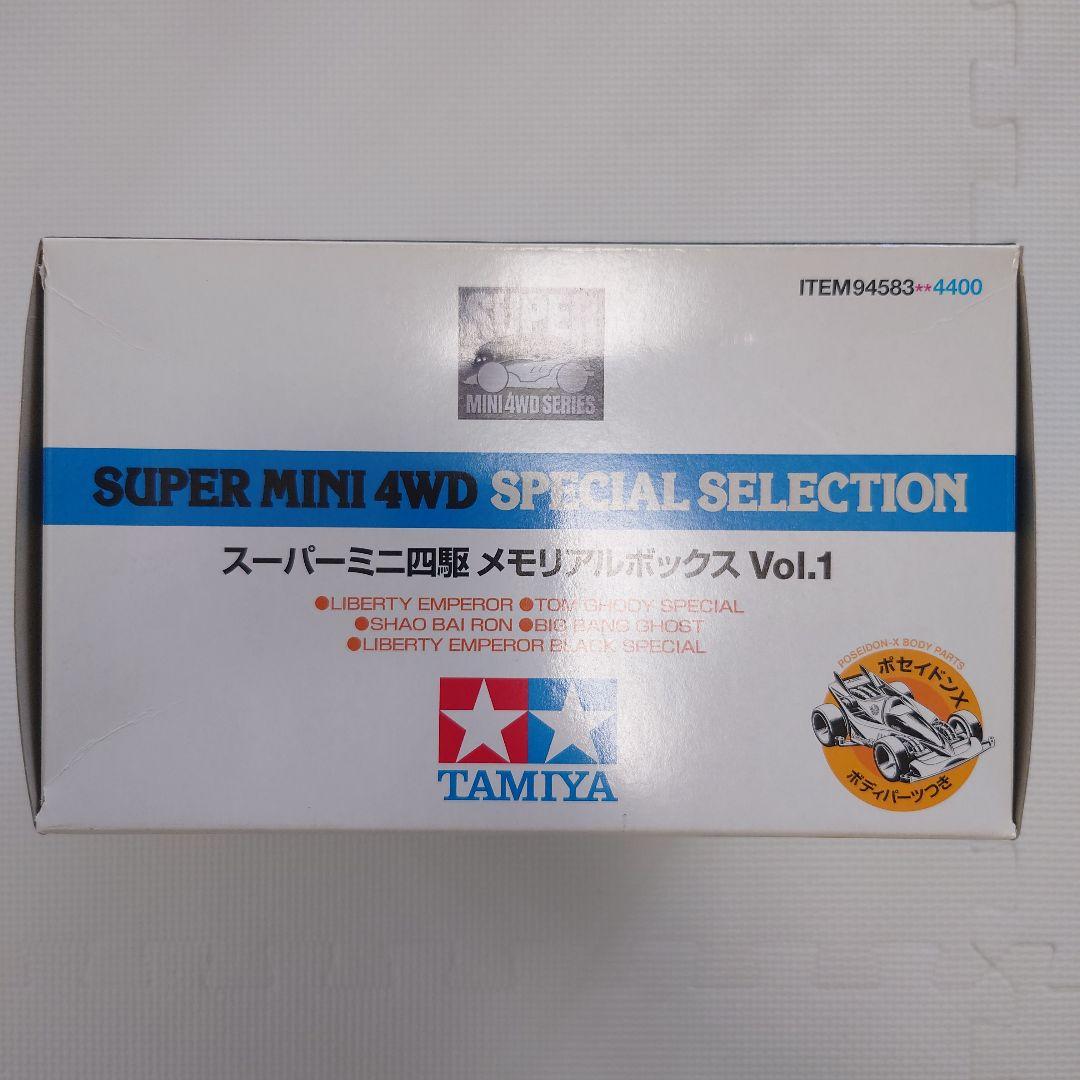 ITEM94583**4400
SUPER
MINI 4WD SERIES
SUPER MINI 4WD SPECIAL SELECTION
スーパーミニ四駆 メモリアルボックス Vol.1
●LIBERTY EMPEROR ●TOM GHODY SPECIAL
●SHAO BAI RON ●BIG BANG GHOST
●LIBERTY EMPEROR BLACK SPECIAL
POSEIDON-X BODY PARTS
ポセイドンX
ボディパーツつき
TAMIYA